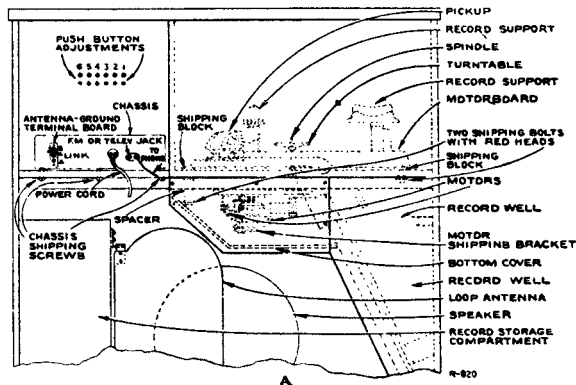 PUSH BUTTON
ADJUSTMENTS
6 5 4 3 2 1
ANTENNA-GROUND
TERMINAL BOARD
CHASSIS
F.M OR TELEV JACK
LINK
TO
PHONO
POWER CORD
SHIPPING
BLOCK
SPACER
CHASSIS
SHIPPING
SCREWS
PICKUP
RECORD SUPPORT
SPINDLE
TURNTABLE
RECORD SUPPORT
MOTORBOARD
TWO SHIPPING BOLTS
WITH RED HEADS
SHIPPING
BLOCK
MOTORS
RECORD WELL
MOTOR
SHIPPING BRACKET
BOTTOM COVER
RECORD WELL
LOOP ANTENNA
SPEAKER
RECORD STORAGE
COMPARTMENT
R-820
A